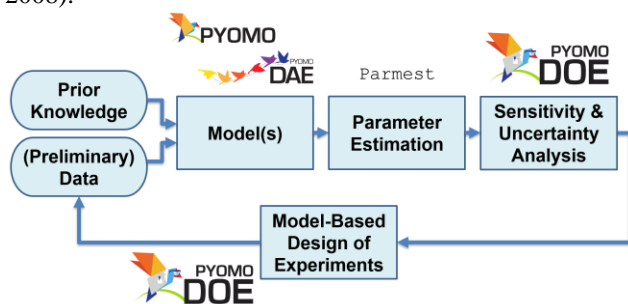 2008).
PYOMO
PYOMO
DAE
Parmest
PYOMO
DOE
Prior
Knowledge
(Preliminary)
Data
Model(s)
Parameter
Estimation
Sensitivity &
Uncertainty
Analysis
Model-Based
Design of
Experiments
PYOMO
DOE